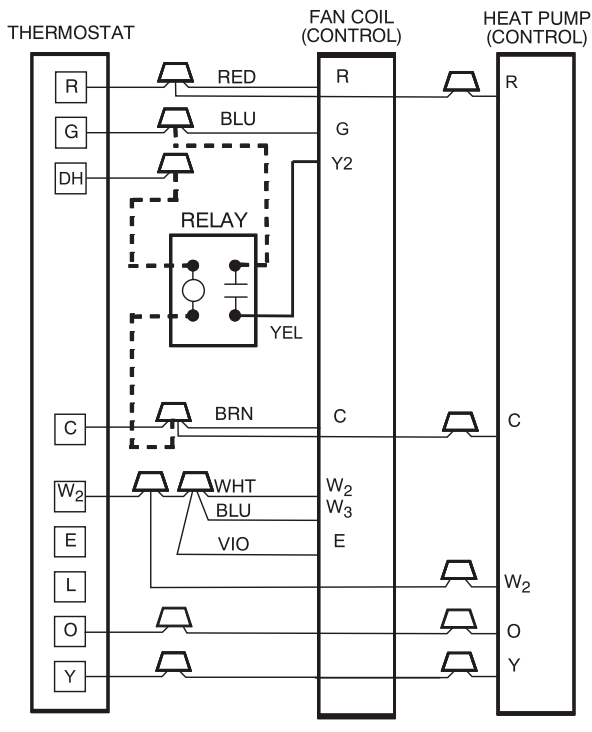 THERMOSTAT
FAN COIL
(CONTROL)
HEAT PUMP
(CONTROL)
R
RED
R
R
G
BLU
G
DH
Y2
RELAY
YEL
C
BRN
C
C
W2
WHT
W2
BLU
W3
E
VIO
E
L
W2
O
O
Y
Y